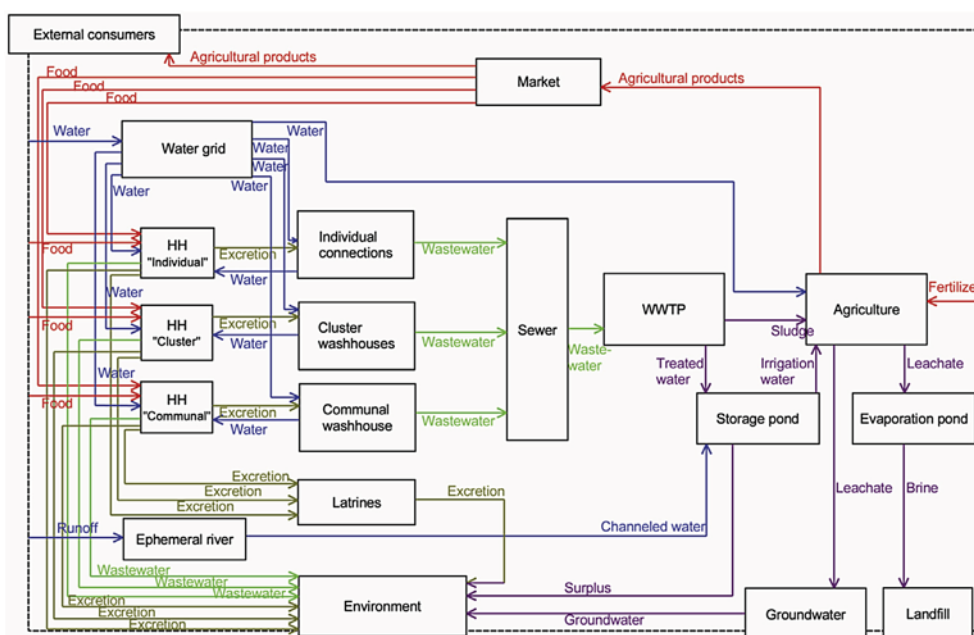 External consumers
Agricultural products
Market
Agricultural products
Food
Food
Food
Water
Water grid
Water
Water
Water
Water
HH
"Individual"
Food
Excretion
Water
Individual
connections
Wastewater
Water
HH
"Cluster"
Food
Excretion
Water
Cluster
washhouses
Wastewater
Sewer
Waste-
water
WWTP
Sludge
Agriculture
Fertilize
Treated
water
Irrigation
water
Leachate
Water
HH
"Communal"
Food
Excretion
Water
Communal
washhouse
Wastewater
Storage pond
Evaporation pond
Excretion
Excretion
Excretion
Latrines
Excretion
Leachate
Brine
Runoff
Ephemeral river
Channeled water
Wastewater
Wastewater
Wastewater
Excretion
Excretion
Excretion
Environment
Surplus
Groundwater
Groundwater
Landfill